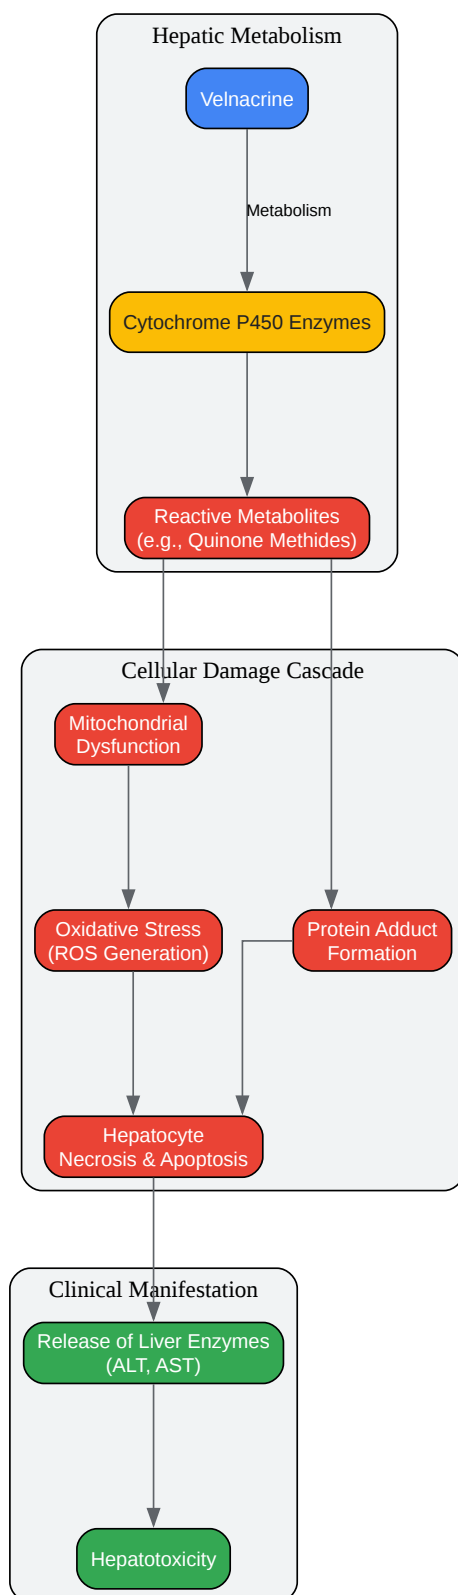 Hepatic Metabolism
Velnacrine
Metabolism
Cytochrome P450 Enzymes
Reactive Metabolites
(e.g., Quinone Methides)
Cellular Damage Cascade
Mitochondrial
Dysfunction
Oxidative Stress
(ROS Generation)
Protein Adduct
Formation
Hepatocyte
Necrosis & Apoptosis
Clinical Manifestation
Release of Liver Enzymes
(ALT, AST)
Hepatotoxicity